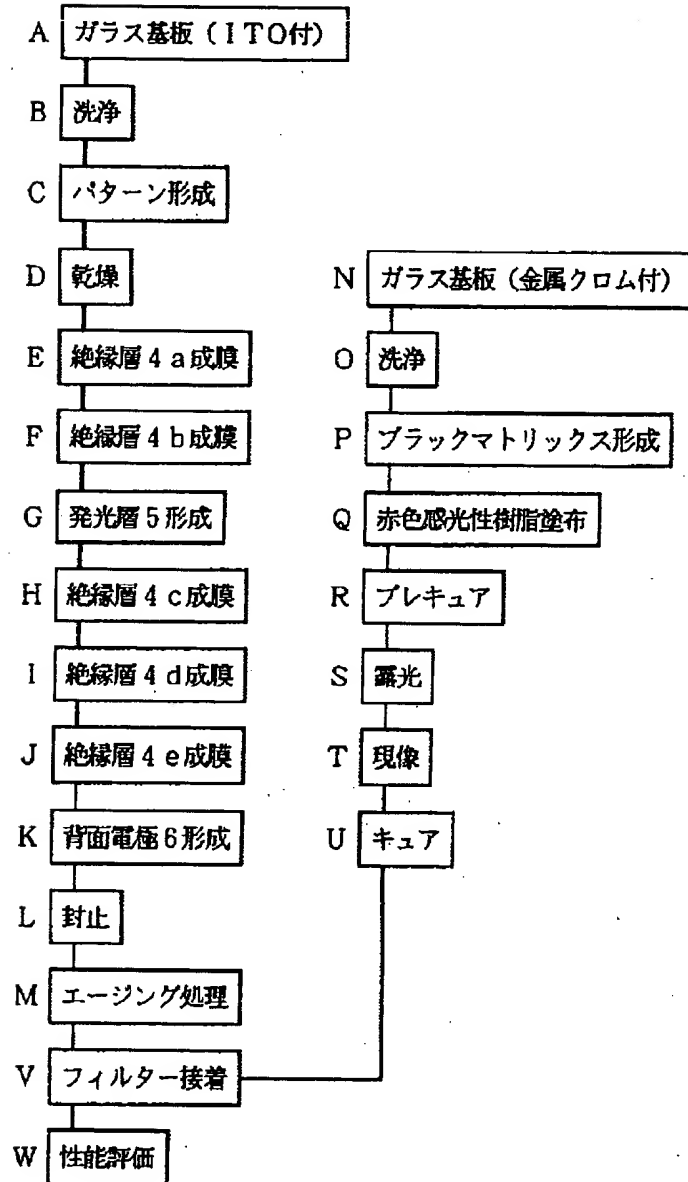 A ガラス基板（ITO付）
B 洗浄
C パターン形成
D 乾燥
E 絶縁層4a成膜
F 絶縁層4b成膜
G 発光層5形成
H 絶縁層4c成膜
I 絶縁層4d成膜
J 絶縁層4e成膜
K 背面電極6形成
L 封止
M エージング処理
V フィルター接着
W 性能評価
N ガラス基板（金属クロム付）
O 洗浄
P ブラックマトリックス形成
Q 赤色感光性樹脂塗布
R プレキュア
S 露光
T 現像
U キュア